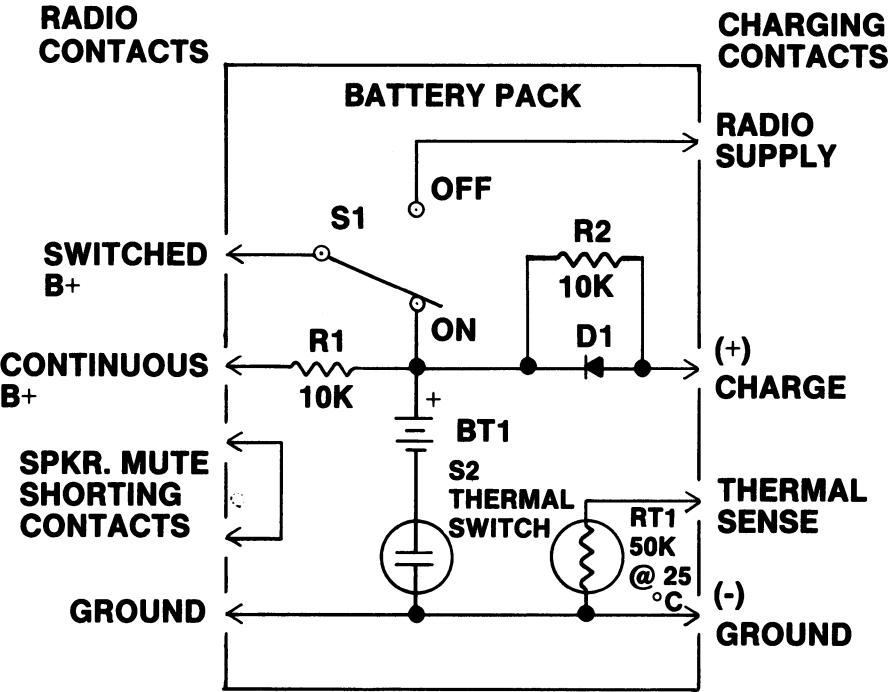 RADIO
CONTACTS
CHARGING
CONTACTS
BATTERY PACK
RADIO
SUPPLY
OFF
S1
SWITCHED
B+
R2
10K
ON
R1
10K
D1
CONTINUOUS
B+
(+)
CHARGE
+
BT1
SPKR. MUTE
SHORTING
CONTACTS
S2
THERMAL
SWITCH
RT1
50K
@ 25
°C
THERMAL
SENSE
GROUND
(-)
GROUND